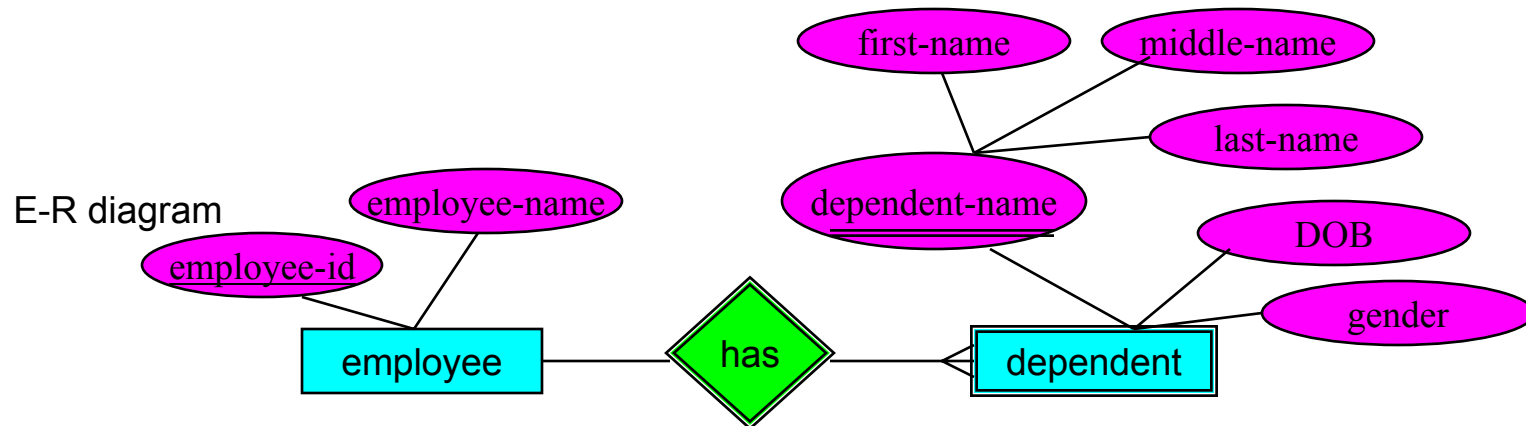 first-name
middle-name
last-name
E-R diagram
employee-name
dependent-name
employee-id
DOB
gender
employee
has
dependent